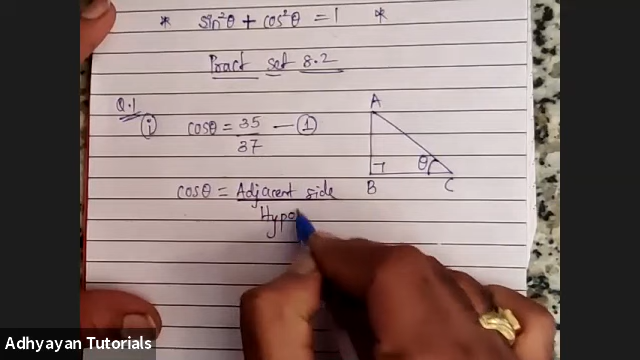 * sin²θ + cos²θ = 1 *
Pract set 8.2
Q.1
(i) cosθ = 35/37 — (1)
A
θ
B C
cosθ = Adjacent side
Hypo
Adhyayan Tutorials